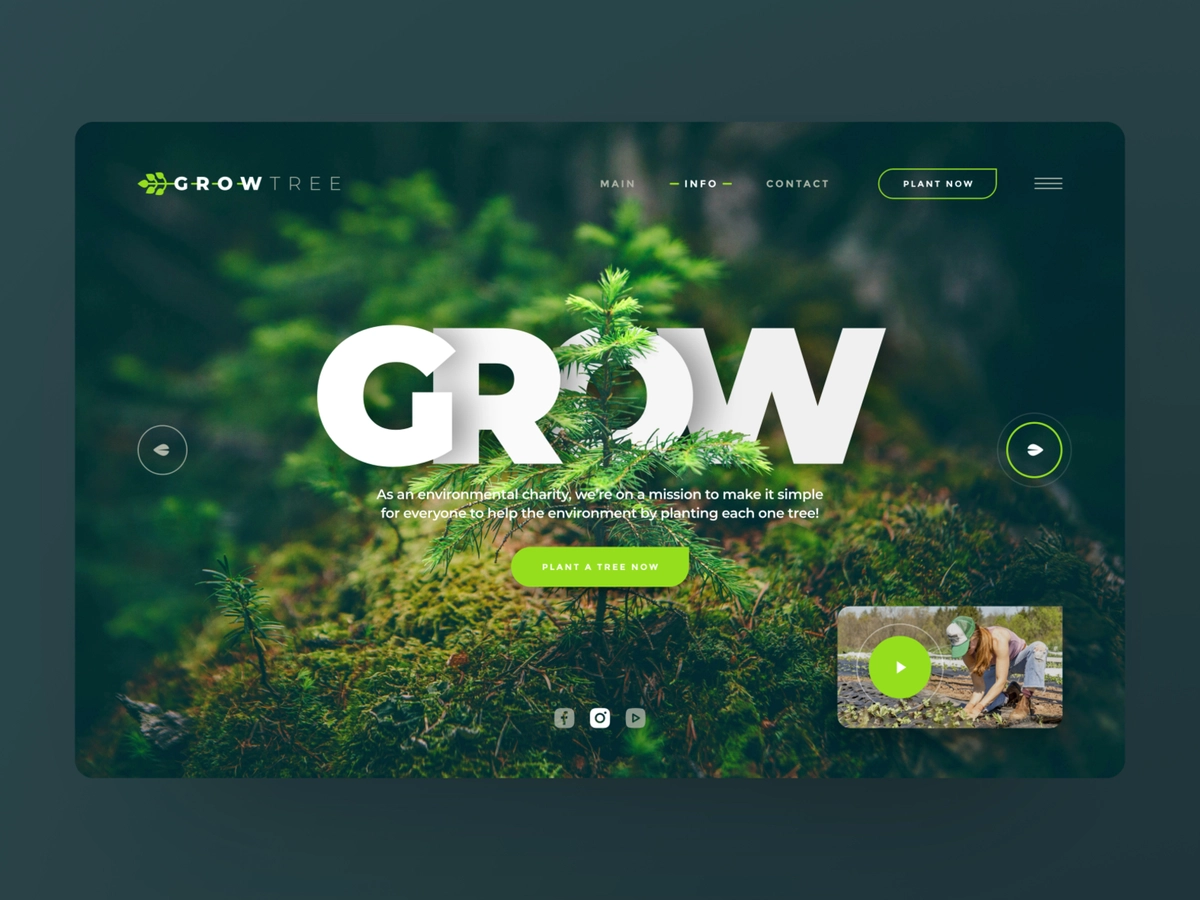 GROWTREE
MAIN
INFO
CONTACT
PLANT NOW
GROW
As an environmental charity, we're on a mission to make it simple
for everyone to help the environment by planting each one tree!
PLANT A TREE NOW